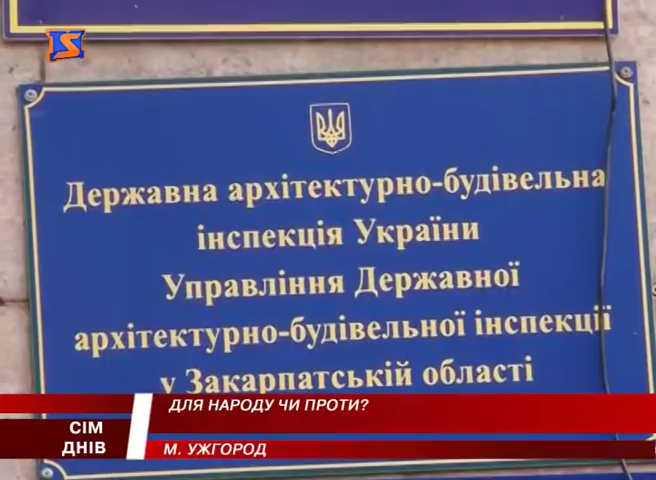 Державна архітектурно-будівельна
інспекція України
Управління Державної
архітектурно-будівельної інспекції
у Закарпатській області
ДЛЯ НАРОДУ ЧИ ПРОТИ?
СІМ
ДНІВ
М. УЖГОРОД